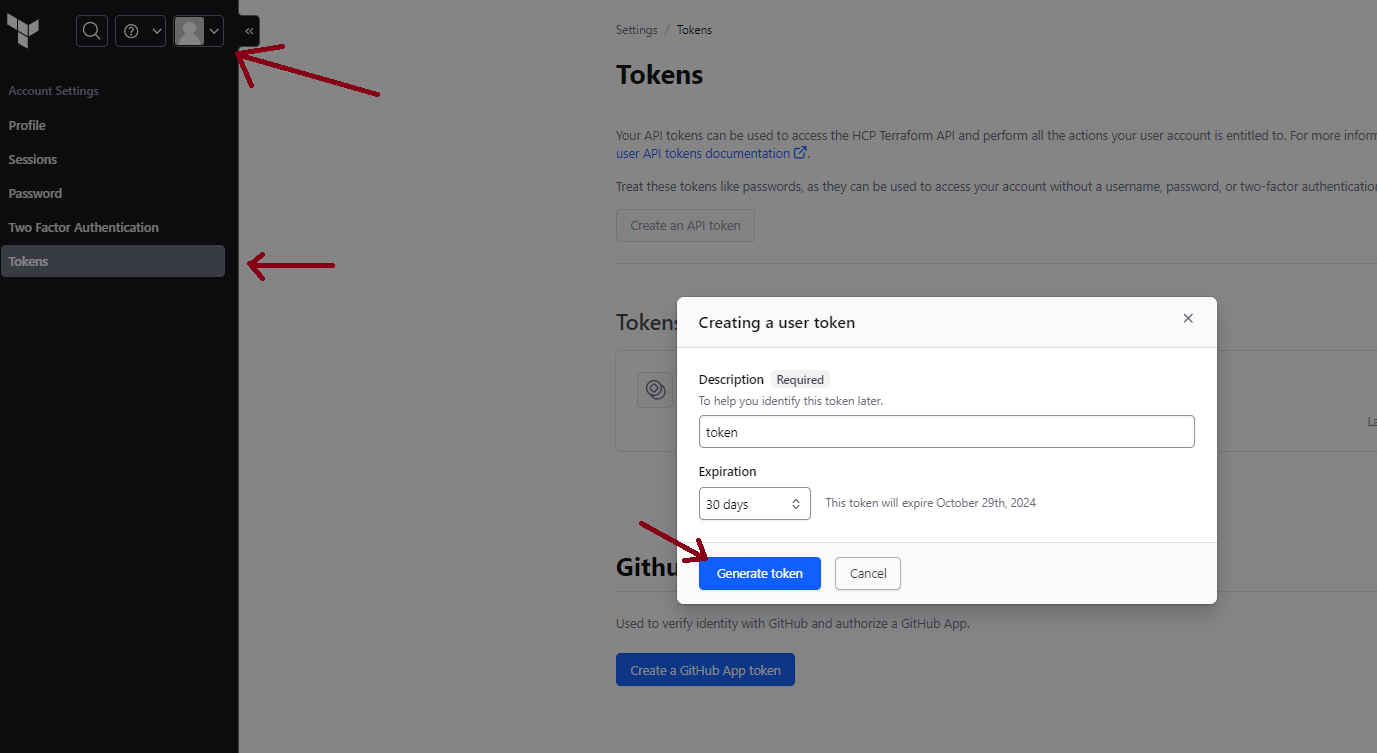 Account Settings
Profile
Sessions
Password
Two Factor Authentication
Tokens
Settings / Tokens
Tokens
Your API tokens can be used to access the HCP Terraform API and perform all the actions your user account is entitled to. For more
user API tokens documentation.
Treat these tokens like passwords, as they can be used to access your account without a username, password, or two-factor
Create an API token
Tokens
Creating a user token
Description Required
To help you identify this token later.
token
Expiration
30 days This token will expire October 29th, 2024
Generate token Cancel
Used to verify identity with GitHub and authorize a GitHub App.
Create a GitHub App token